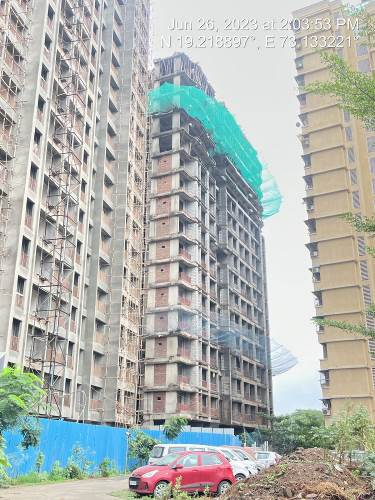 Jun 26, 2023 at 2:03:53 PM
N 19.218897°, E 73.133221°